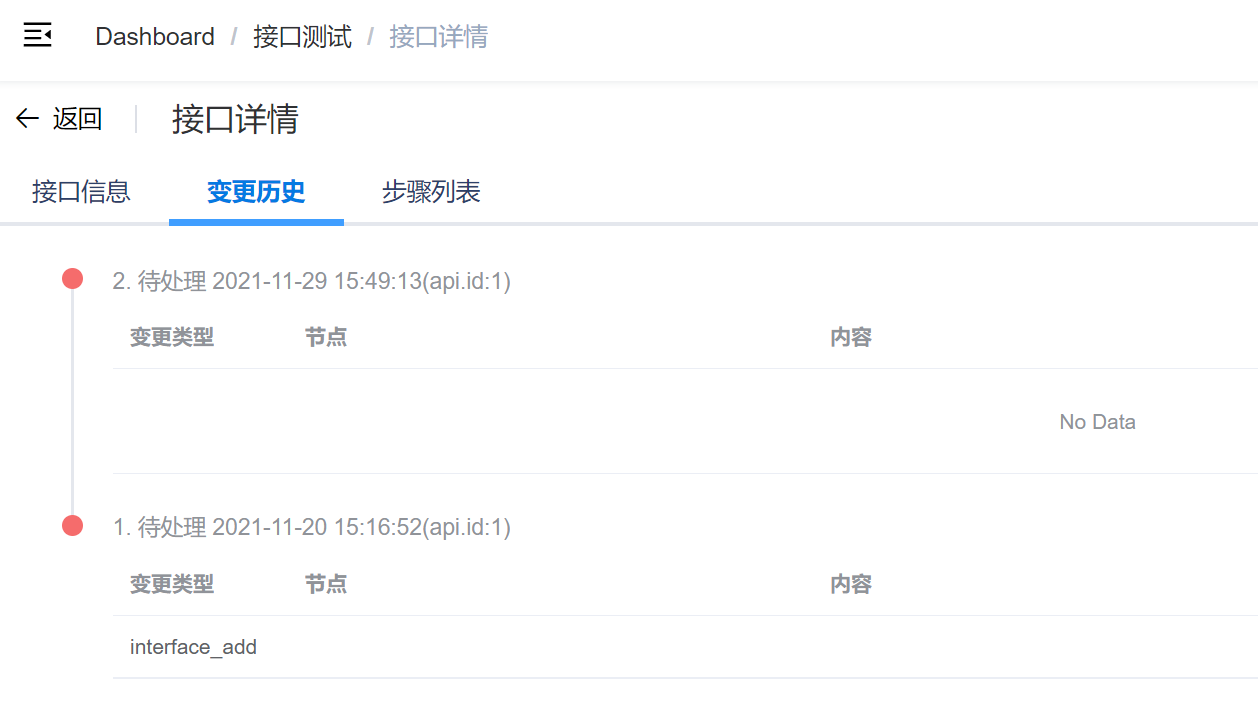 Dashboard / 接口测试 / 接口详情
返回 接口详情
接口信息 变更历史 步骤列表
2. 待处理 2021-11-29 15:49:13(api.id:1)
变更类型 节点 内容
No Data
1. 待处理 2021-11-20 15:16:52(api.id:1)
变更类型 节点 内容
interface_add